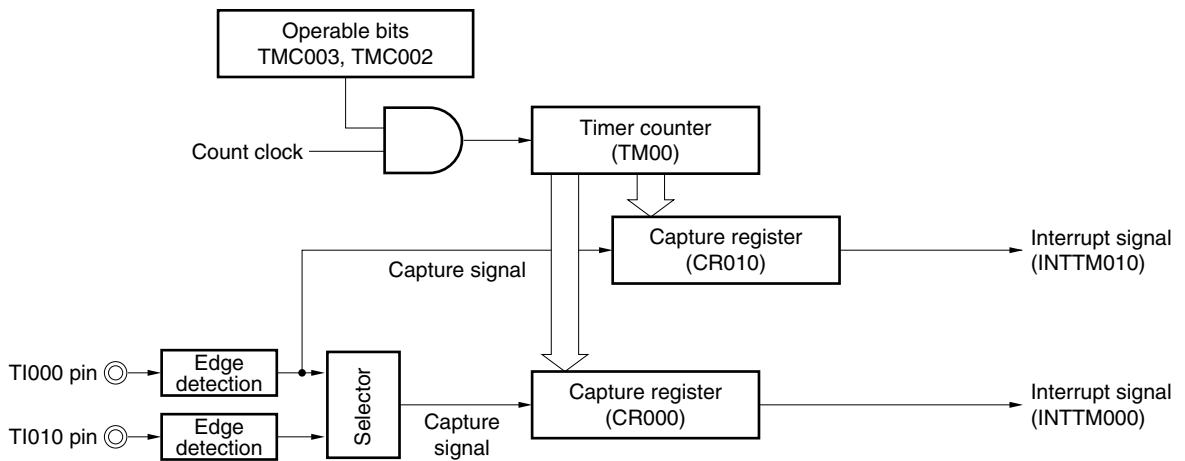 Operable bits
TMC003, TMC002
Count clock
Timer counter
(TM00)
Capture register
(CR010)
Interrupt signal
(INTTM010)
Capture signal
TI000 pin
Edge
detection
Selector
Capture register
(CR000)
Interrupt signal
(INTTM000)
TI010 pin
Edge
detection
Capture
signal